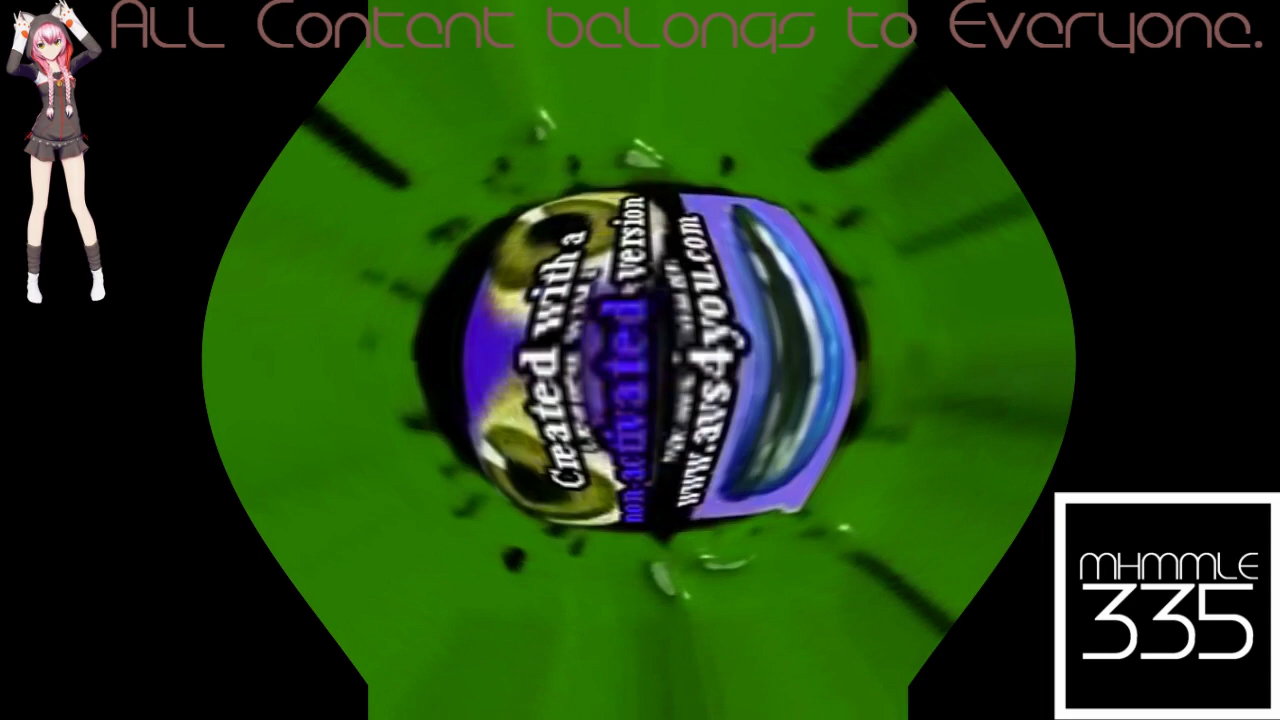 ALL Content belongs to Everyone.
Created with a
non-activated version
www.avs4you.com
MHMMLE
335